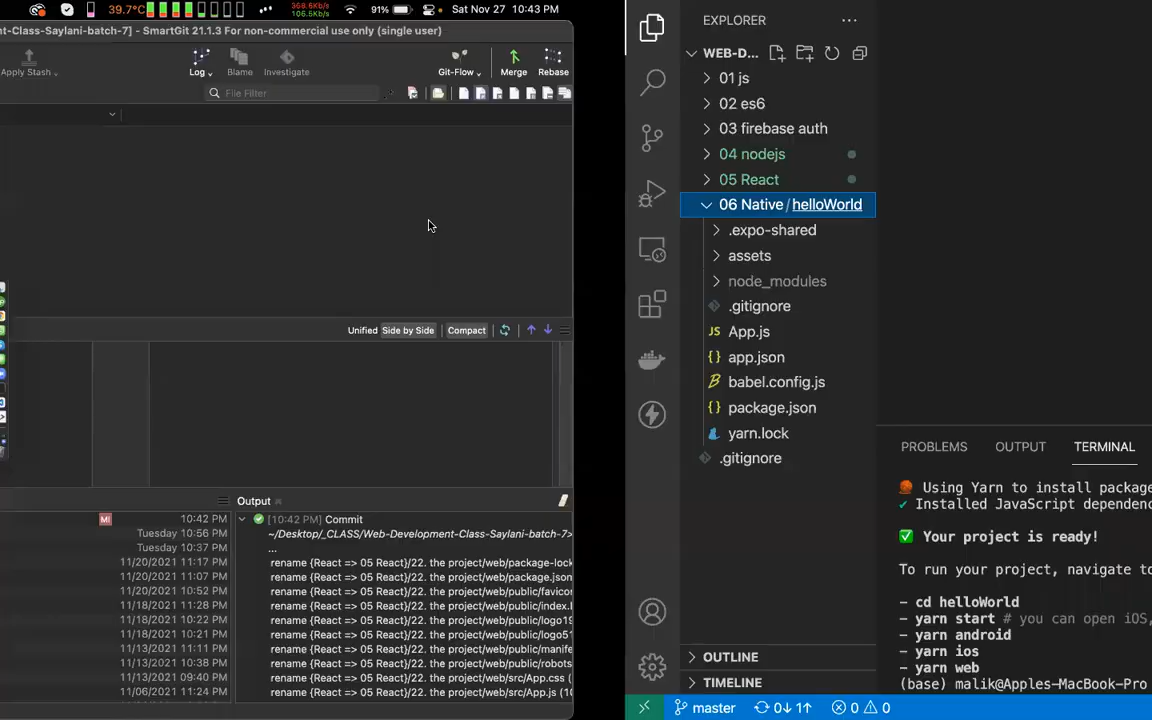 39.7°C
368.6Kb/s
106.5Kb/s
91%
Sat Nov 27 10:43 PM
t-Class-Saylani-batch-7] - SmartGit 21.1.3 For non-commercial use only (single user]
Apply Stash
Log
Blame
Investigate
Git-Flow
Merge
Rebase
File Filter
Unified
Side by Side
Compact
MI
10:42 PM
Tuesday 10:56 PM
Tuesday 10:37 PM
11/20/2021 11:17 PM
11/20/2021 11:07 PM
11/20/2021 10:52 PM
11/18/2021 11:28 PM
11/18/2021 10:22 PM
11/18/2021 10:21 PM
11/13/2021 11:11 PM
11/13/2021 10:38 PM
11/13/2021 09:40 PM
11/06/2021 11:24 PM
Output
[10:42 PM] Commit
~/Desktop/_CLASS/Web-Development-Class-Saylani-batch-7>
...
rename {React => 05 React}/22. the project/web/package-lock
rename {React => 05 React}/22. the project/web/package.json
rename {React => 05 React}/22. the project/web/public/favico
rename {React => 05 React}/22. the project/web/public/index.
rename {React => 05 React}/22. the project/web/public/logo19
rename {React => 05 React}/22. the project/web/public/logo51
rename {React => 05 React}/22. the project/web/public/manife
rename {React => 05 React}/22. the project/web/public/robots
rename {React => 05 React}/22. the project/web/src/App.css (
rename {React => 05 React}/22. the project/web/src/App.js (10
EXPLORER
WEB-D...
01 js
02 es6
03 firebase auth
04 nodejs
05 React
06 Native/helloWorld
.expo-shared
assets
node_modules
.gitignore
JS App.js
{} app.json
babel.config.js
{} package.json
yarn.lock
.gitignore
OUTLINE
TIMELINE
PROBLEMS OUTPUT TERMINAL
Using Yarn to install package
✔ Installed JavaScript dependenc
✅ Your project is ready!
To run your project, navigate to
- cd helloWorld
- yarn start # you can open iOS,
- yarn android
- yarn ios
- yarn web
(base) malik@Apples-MacBook-Pro
master 0↓ 1↑ 0 0